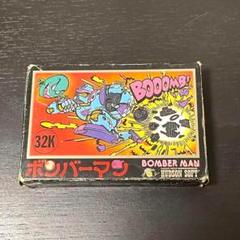 BOOOMB!
32K
ボンバーマン
BOMBER MAN
HUDSON SOFT